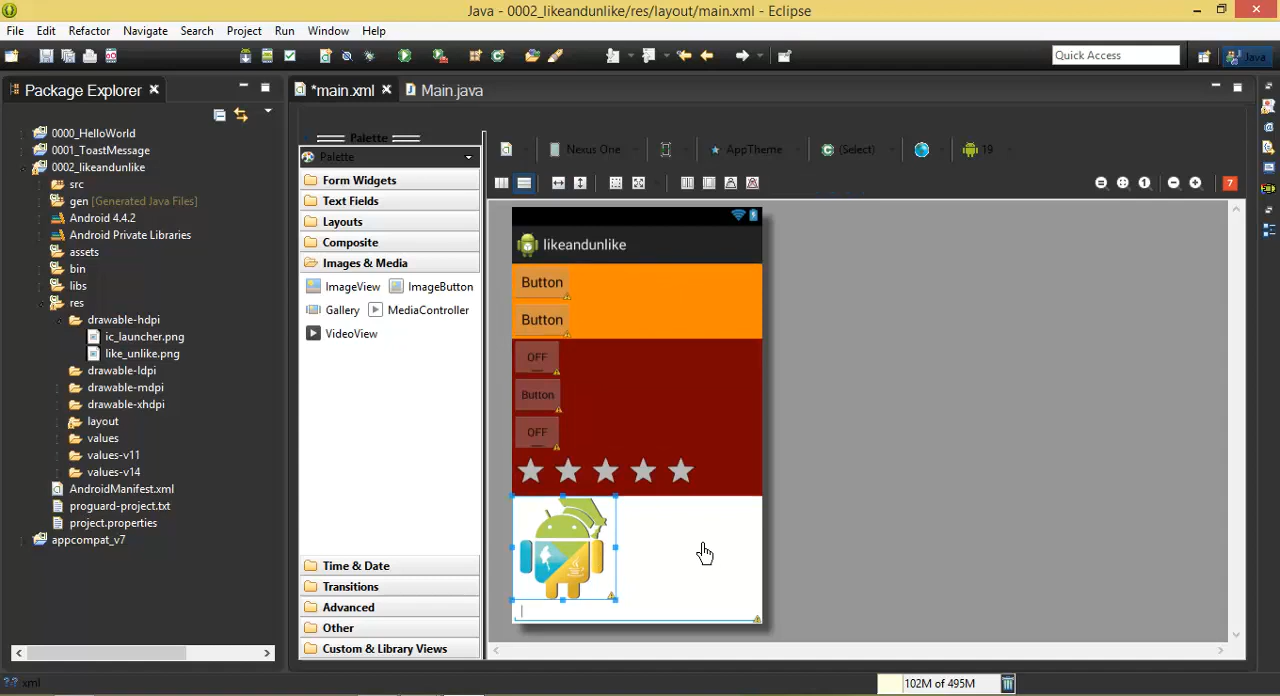 Java - 0002_likeandunlike/res/layout/main.xml - Eclipse
File Edit Refactor Navigate Search Project Run Window Help
Quick Access
Java
Package Explorer
*main.xml
Main.java
0000_HelloWorld
0001_ToastMessage
0002_likeandunlike
src
gen [Generated Java Files]
Android 4.4.2
Android Private Libraries
assets
bin
libs
res
drawable-hdpi
ic_launcher.png
like_unlike.png
drawable-ldpi
drawable-mdpi
drawable-xhdpi
layout
values
values-v11
values-v14
AndroidManifest.xml
proguard-project.txt
project.properties
appcompat_v7
Palette
Palette
Form Widgets
Text Fields
Layouts
Composite
Images & Media
ImageView ImageButton
Gallery MediaController
VideoView
Time & Date
Transitions
Advanced
Other
Custom & Library Views
Nexus One
AppTheme
(Select)
19
7
likeandunlike
Button
Button
OFF
Button
OFF
xml
102M of 495M